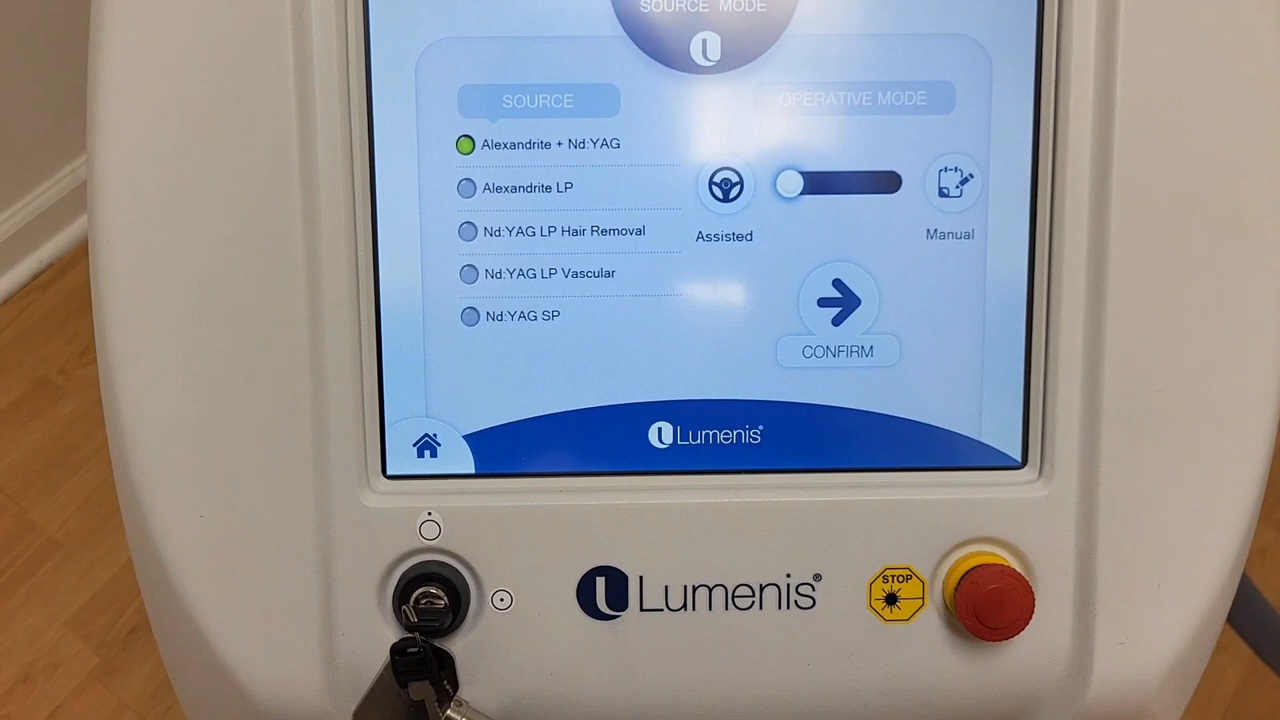 SOURCE MODE
SOURCE
OPERATIVE MODE
Alexandrite + Nd:YAG
Alexandrite LP
Nd:YAG LP Hair Removal
Nd:YAG LP Vascular
Nd:YAG SP
Assisted
Manual
CONFIRM
Lumenis®
Lumenis®
STOP